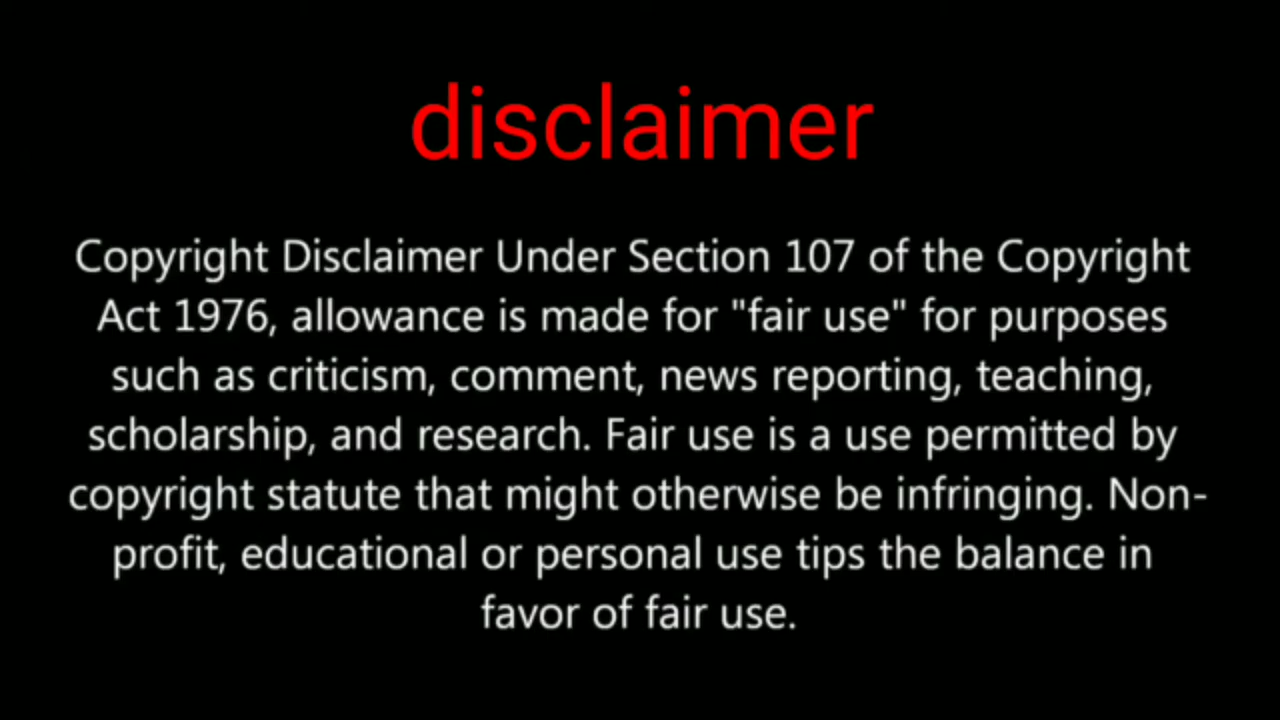 disclaimer
Copyright Disclaimer Under Section 107 of the Copyright
Act 1976, allowance is made for "fair use" for purposes
such as criticism, comment, news reporting, teaching,
scholarship, and research. Fair use is a use permitted by
copyright statute that might otherwise be infringing. Non-
profit, educational or personal use tips the balance in
favor of fair use.